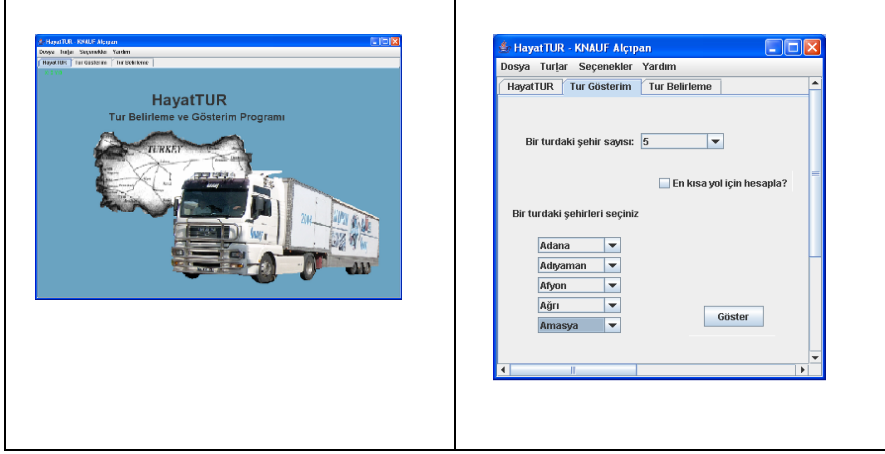 HayatTUR - KNAUF Alçıpan
Dosya Turlar Seçenekler Yardım
HayatTUR Tur Gösterim Tur Belirleme
HayatTUR
Tur Belirleme ve Gösterim Programı
TURKEY
HayatTUR - KNAUF Alçıpan
Dosya Turlar Seçenekler Yardım
HayatTUR Tur Gösterim Tur Belirleme
Bir turdaki şehir sayısı: 5
En kısa yol için hesapla?
Bir turdaki şehirleri seçiniz
Adana
Adıyaman
Afyon
Ağrı
Amasya
Göster